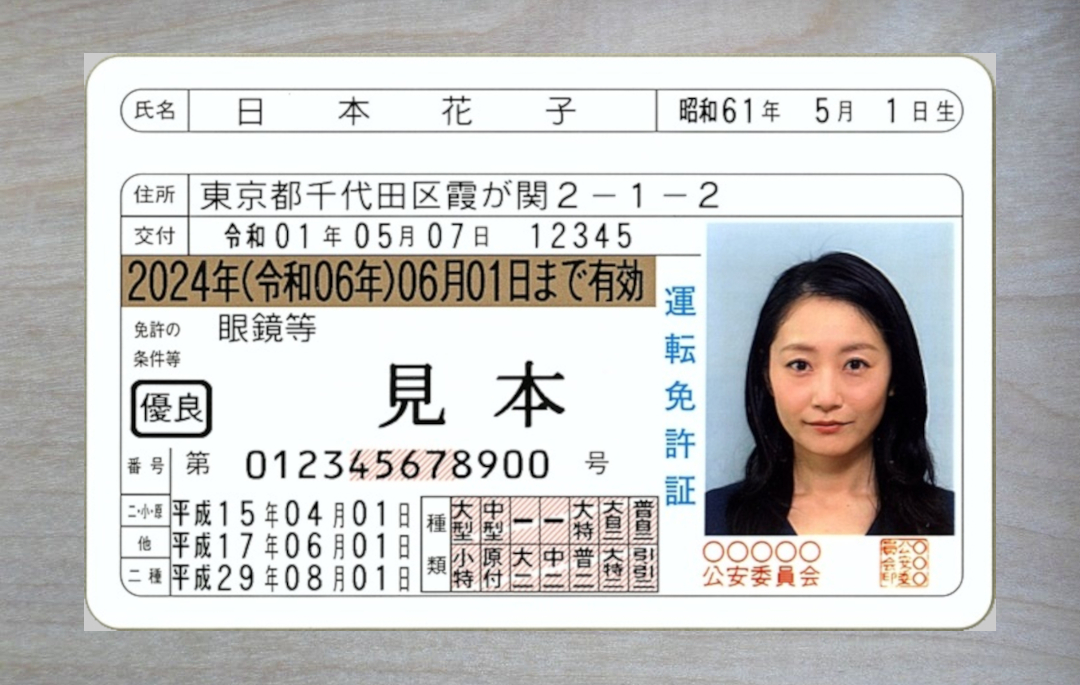 氏名 日本花子 昭和61年 5月 1日生
住所 東京都千代田区霞が関2-1-2
交付 令和01年05月07日 12345
2024年(令和06年)06月01日まで有効
免許の 眼鏡等
条件等
見本
優良
番号 第 012345678900 号
二・小・原 平成15年04月01日
他 平成17年06月01日
二種 平成29年08月01日
種類
大型 中型 ー ー 大特 大自二 普自二
小特 原付 大二 中二 普二 大特二 引引二
運転免許証
○○○○○
公安委員会